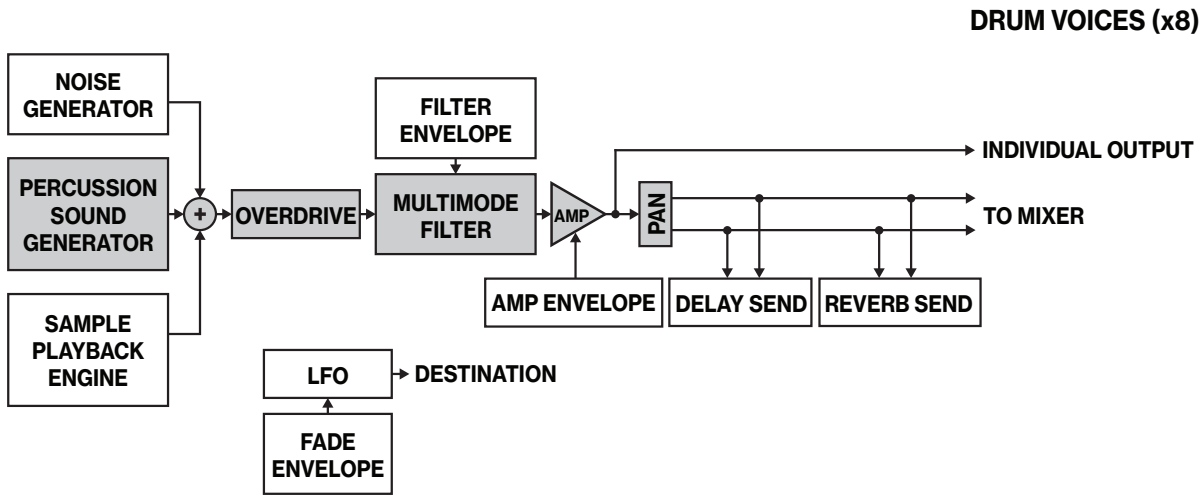 DRUM VOICES (x8)
NOISE
GENERATOR
FILTER
ENVELOPE
INDIVIDUAL OUTPUT
PERCUSSION
SOUND
GENERATOR
+
OVERDRIVE
MULTIMODE
FILTER
AMP
PAN
TO MIXER
AMP ENVELOPE
DELAY SEND
REVERB SEND
SAMPLE
PLAYBACK
ENGINE
LFO
DESTINATION
FADE
ENVELOPE